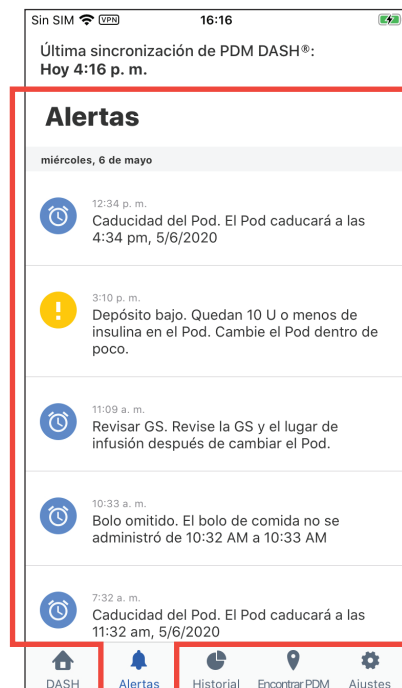 Sin SIM VPN 16:16
Última sincronización de PDM DASH®:
Hoy 4:16 p. m.
Alertas
miércoles, 6 de mayo
12:34 p. m.
Caducidad del Pod. El Pod caducará a las
4:34 pm, 5/6/2020
3:10 p. m.
Depósito bajo. Quedan 10 U o menos de
insulina en el Pod. Cambie el Pod dentro de
poco.
11:09 a. m.
Revisar GS. Revise la GS y el lugar de
infusión después de cambiar el Pod.
10:33 a. m.
Bolo omitido. El bolo de comida no se
administró de 10:32 AM a 10:33 AM
7:32 a. m.
Caducidad del Pod. El Pod caducará a las
11:32 am, 5/6/2020
DASH Alertas Historial Encontrar PDM Ajustes